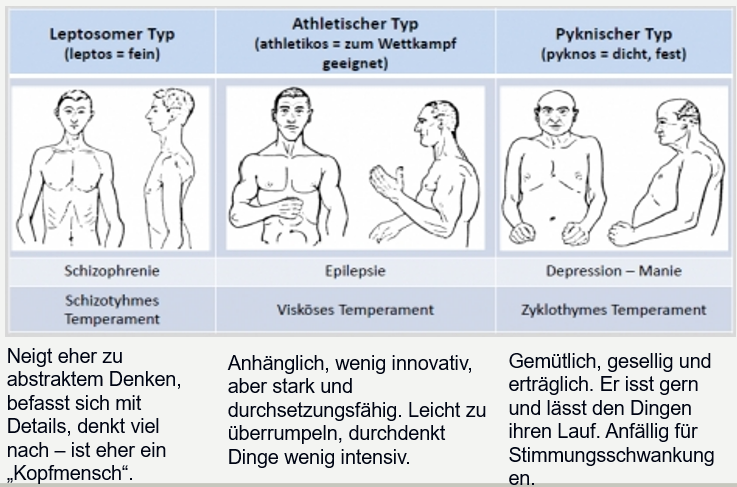 Leptosomer Typ
(leptos = fein)
Athletischer Typ
(athletikos = zum Wettkampf
geeignet)
Pyknischer Typ
(pyknos = dicht, fest)
Schizophrenie
Epilepsie
Depression – Manie
Schizotyhmes
Temperament
Visköses Temperament
Zyklothymes Temperament
Neigt eher zu
abstraktem Denken,
befasst sich mit
Details, denkt viel
nach – ist eher ein
„Kopfmensch“.
Anhänglich, wenig innovativ,
aber stark und
durchsetzungsfähig. Leicht zu
überrumpeln, durchdenkt
Dinge wenig intensiv.
Gemütlich, gesellig und
erträglich. Er isst gern
und lässt den Dingen
ihren Lauf. Anfällig für
Stimmungsschwankung
en.